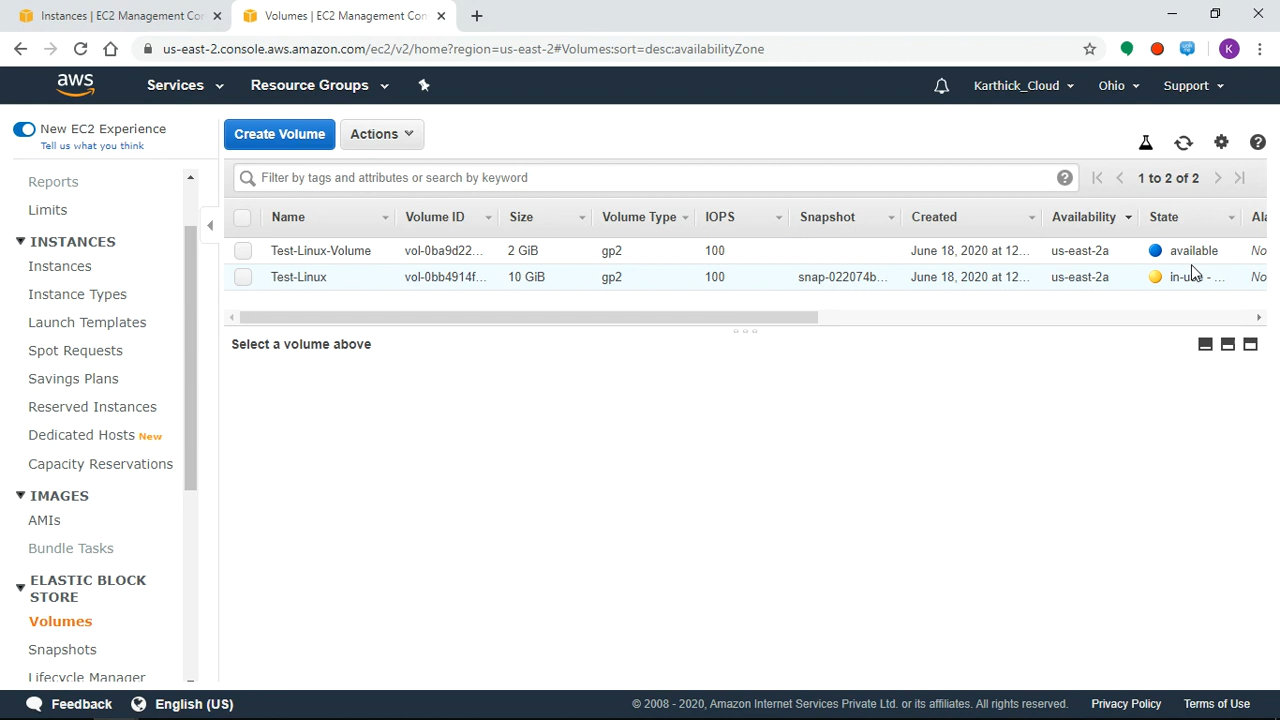 Instances | EC2 Management Con
Volumes | EC2 Management Con
us-east-2.console.aws.amazon.com/ec2/v2/home?region=us-east-2#Volumes:sort=desc:availabilityZone
K
aws
Services
Resource Groups
Karthick_Cloud
Ohio
Support
New EC2 Experience
Tell us what you think
Reports
Limits
INSTANCES
Instances
Instance Types
Launch Templates
Spot Requests
Savings Plans
Reserved Instances
Dedicated Hosts New
Capacity Reservations
IMAGES
AMIs
Bundle Tasks
ELASTIC BLOCK
STORE
Volumes
Snapshots
Lifecycle Manager
Create Volume
Actions
Filter by tags and attributes or search by keyword
1 to 2 of 2
Name Volume ID Size Volume Type IOPS Snapshot Created Availability State Ala
Test-Linux-Volume vol-0ba9d22... 2 GiB gp2 100 June 18, 2020 at 12... us-east-2a available No
Test-Linux vol-0bb4914f... 10 GiB gp2 100 snap-022074b... June 18, 2020 at 12... us-east-2a in-use - ... No
Select a volume above
Feedback
English (US)
© 2008 - 2020, Amazon Internet Services Private Ltd. or its affiliates. All rights reserved.
Privacy Policy
Terms of Use